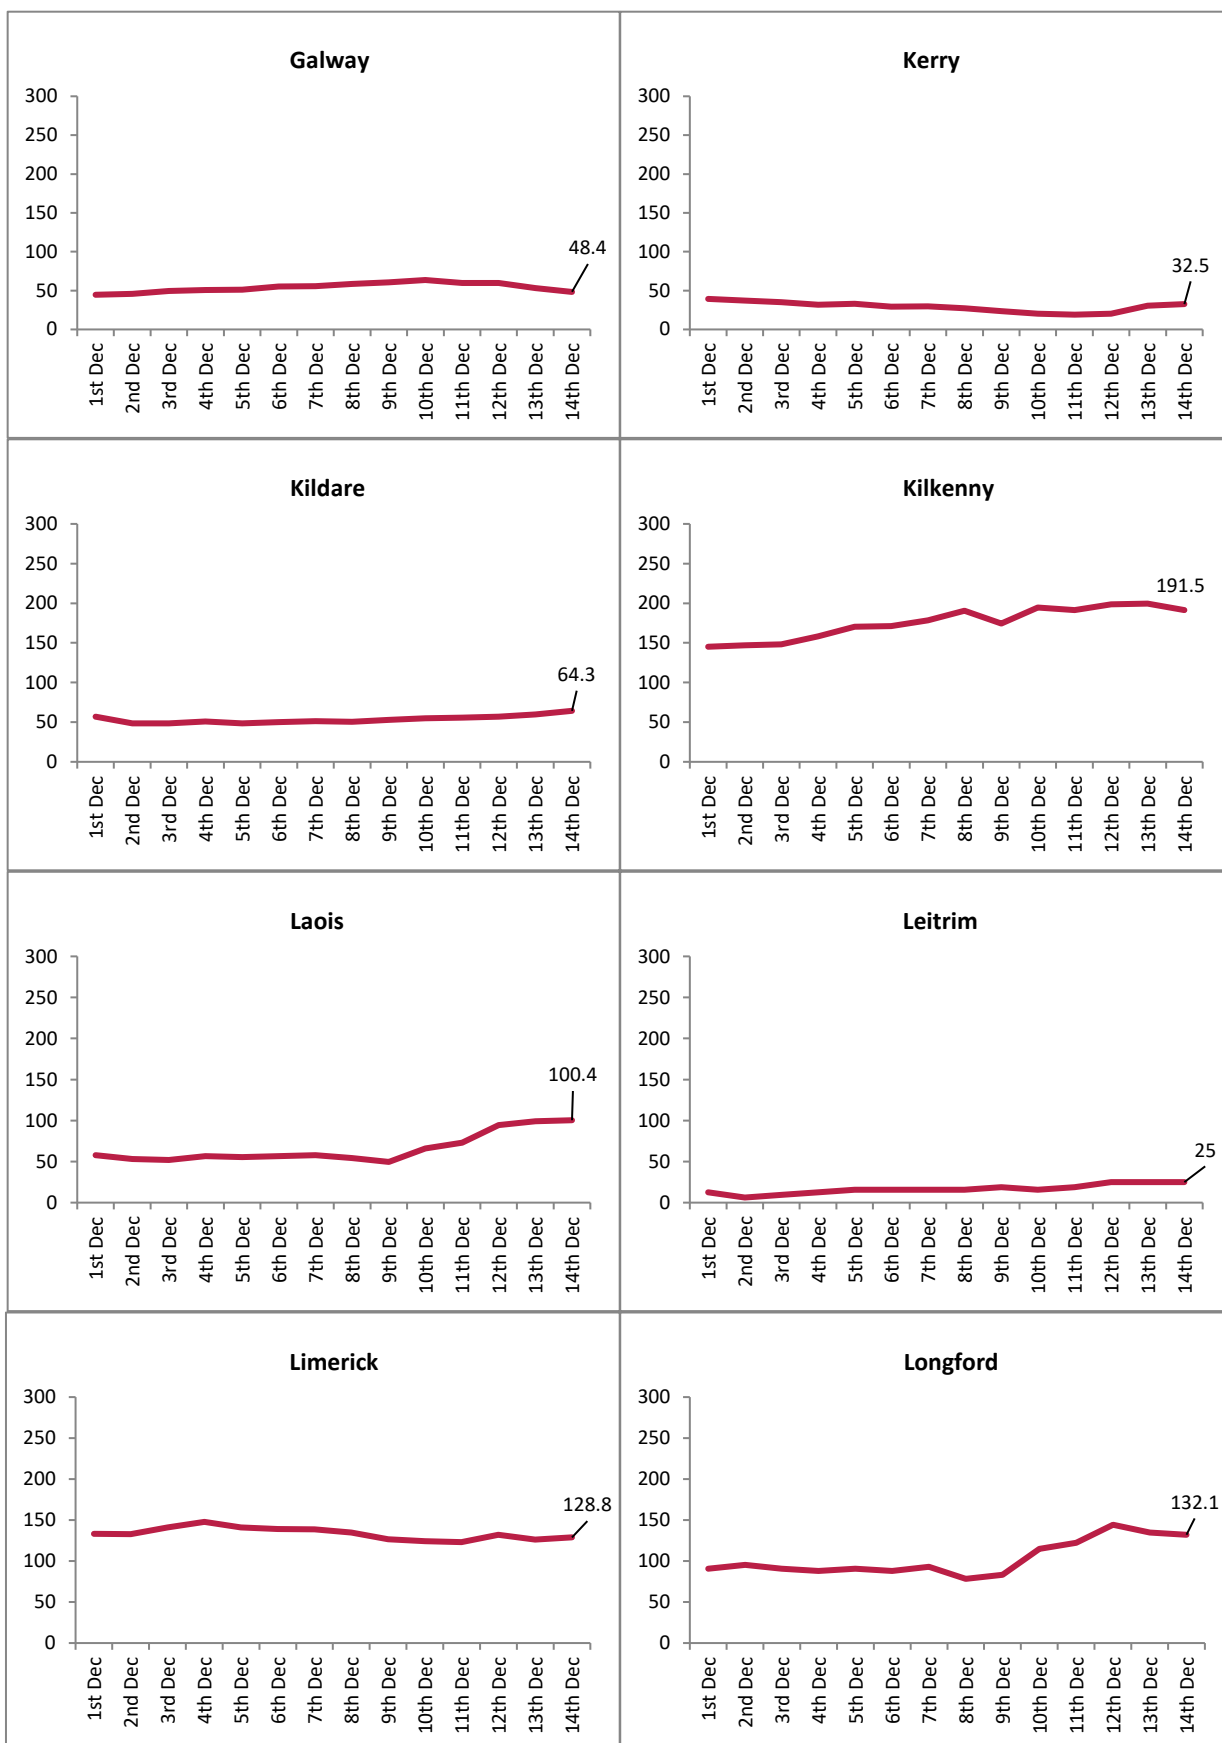 Galway
300
250
200
150
100
50
0
48.4
1st Dec
2nd Dec
3rd Dec
4th Dec
5th Dec
6th Dec
7th Dec
8th Dec
9th Dec
10th Dec
11th Dec
12th Dec
13th Dec
14th Dec
Kerry
300
250
200
150
100
50
0
32.5
1st Dec
2nd Dec
3rd Dec
4th Dec
5th Dec
6th Dec
7th Dec
8th Dec
9th Dec
10th Dec
11th Dec
12th Dec
13th Dec
14th Dec
Kildare
300
250
200
150
100
50
0
64.3
1st Dec
2nd Dec
3rd Dec
4th Dec
5th Dec
6th Dec
7th Dec
8th Dec
9th Dec
10th Dec
11th Dec
12th Dec
13th Dec
14th Dec
Kilkenny
300
250
200
150
100
50
0
191.5
1st Dec
2nd Dec
3rd Dec
4th Dec
5th Dec
6th Dec
7th Dec
8th Dec
9th Dec
10th Dec
11th Dec
12th Dec
13th Dec
14th Dec
Laois
300
250
200
150
100
50
0
100.4
1st Dec
2nd Dec
3rd Dec
4th Dec
5th Dec
6th Dec
7th Dec
8th Dec
9th Dec
10th Dec
11th Dec
12th Dec
13th Dec
14th Dec
Leitrim
300
250
200
150
100
50
0
25
1st Dec
2nd Dec
3rd Dec
4th Dec
5th Dec
6th Dec
7th Dec
8th Dec
9th Dec
10th Dec
11th Dec
12th Dec
13th Dec
14th Dec
Limerick
300
250
200
150
100
50
0
128.8
1st Dec
2nd Dec
3rd Dec
4th Dec
5th Dec
6th Dec
7th Dec
8th Dec
9th Dec
10th Dec
11th Dec
12th Dec
13th Dec
14th Dec
Longford
300
250
200
150
100
50
0
132.1
1st Dec
2nd Dec
3rd Dec
4th Dec
5th Dec
6th Dec
7th Dec
8th Dec
9th Dec
10th Dec
11th Dec
12th Dec
13th Dec
14th Dec